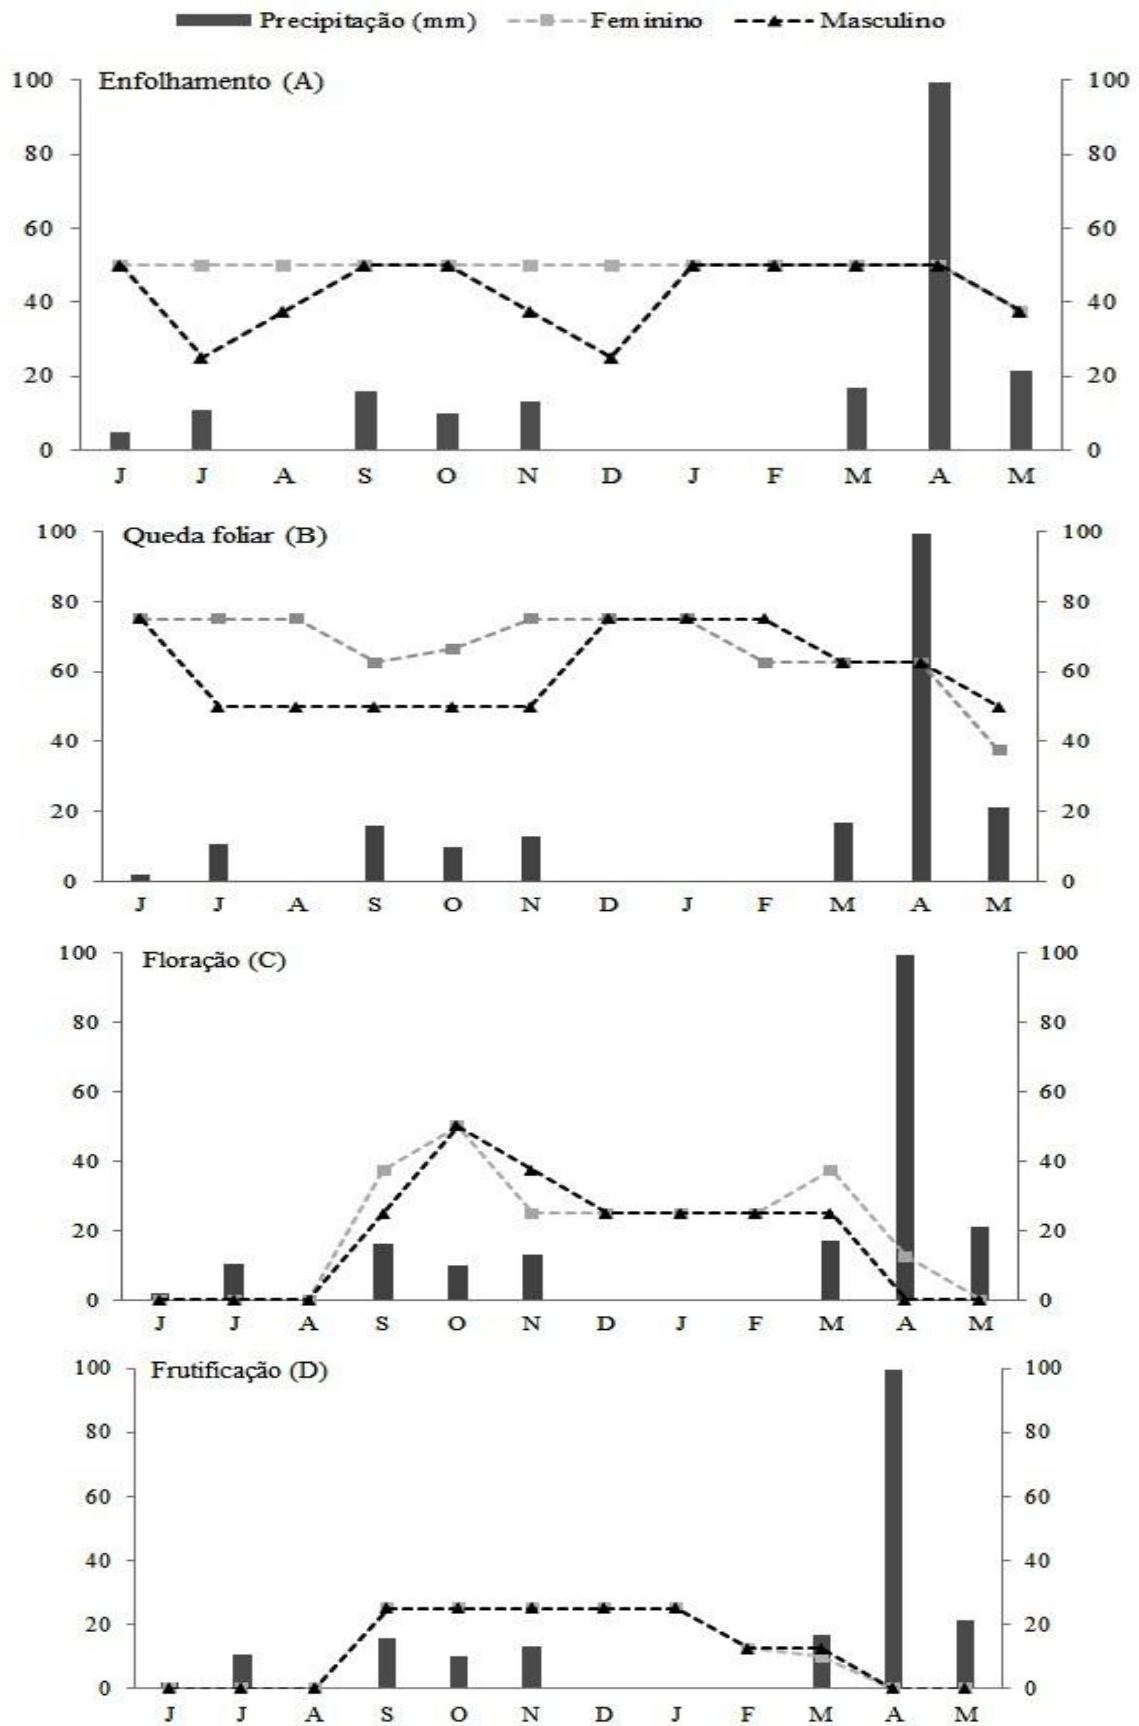 Precipitação (mm) Feminino Masculino
Enfolhamento (A)
100 100
80 80
60 60
40 40
20 20
0 0
J J A S O N D J F M A M
Queda foliar (B)
100 100
80 80
60 60
40 40
20 20
0 0
J J A S O N D J F M A M
Floração (C)
100 100
80 80
60 60
40 40
20 20
0 0
J J A S O N D J F M A M
Frutificação (D)
100 100
80 80
60 60
40 40
20 20
0 0
J J A S O N D J F M A M